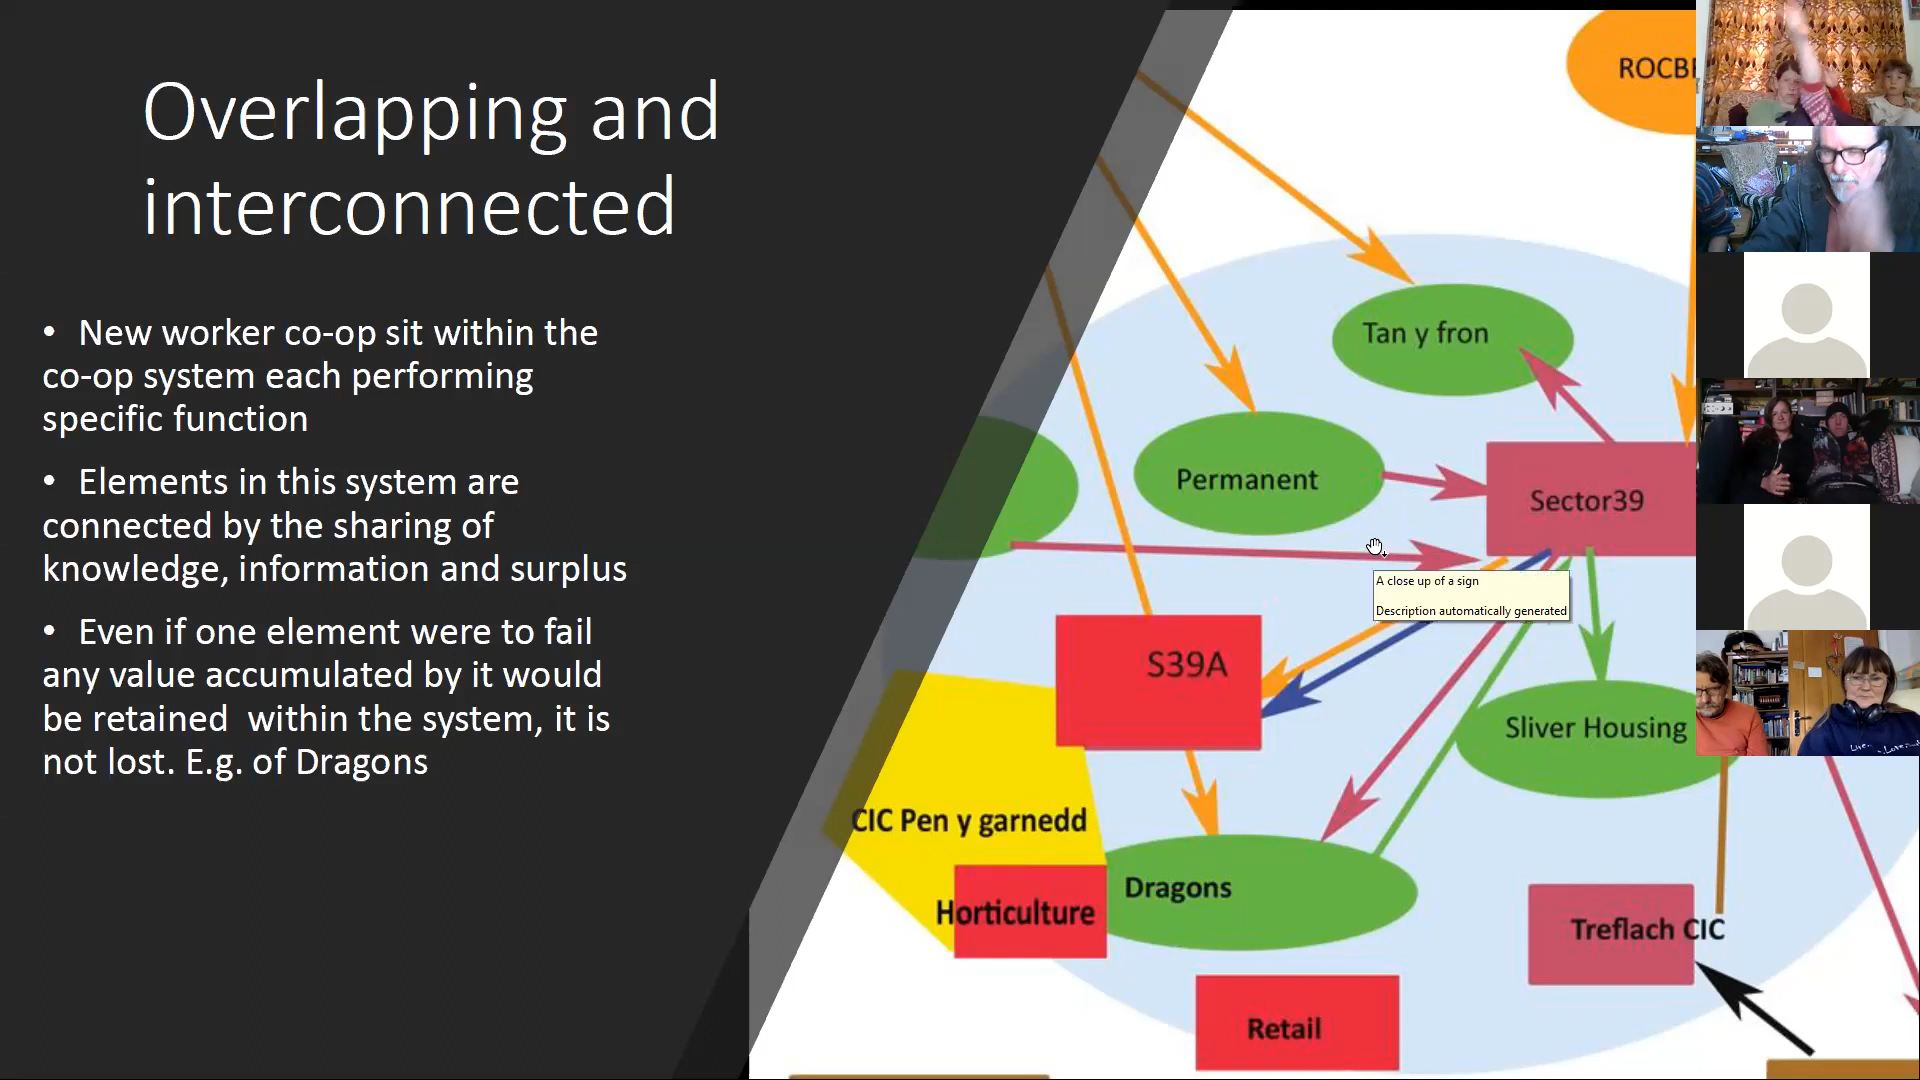 Overlapping and
interconnected
• New worker co-op sit within the
co-op system each performing
specific function
• Elements in this system are
connected by the sharing of
knowledge, information and surplus
• Even if one element were to fail
any value accumulated by it would
be retained within the system, it is
not lost. E.g. of Dragons
Tan y fron
Permanent
Sector39
A close up of a sign
Description automatically generated
S39A
Sliver Housing
CIC Pen y garnedd
Horticulture
Dragons
Treflach CIC
Retail